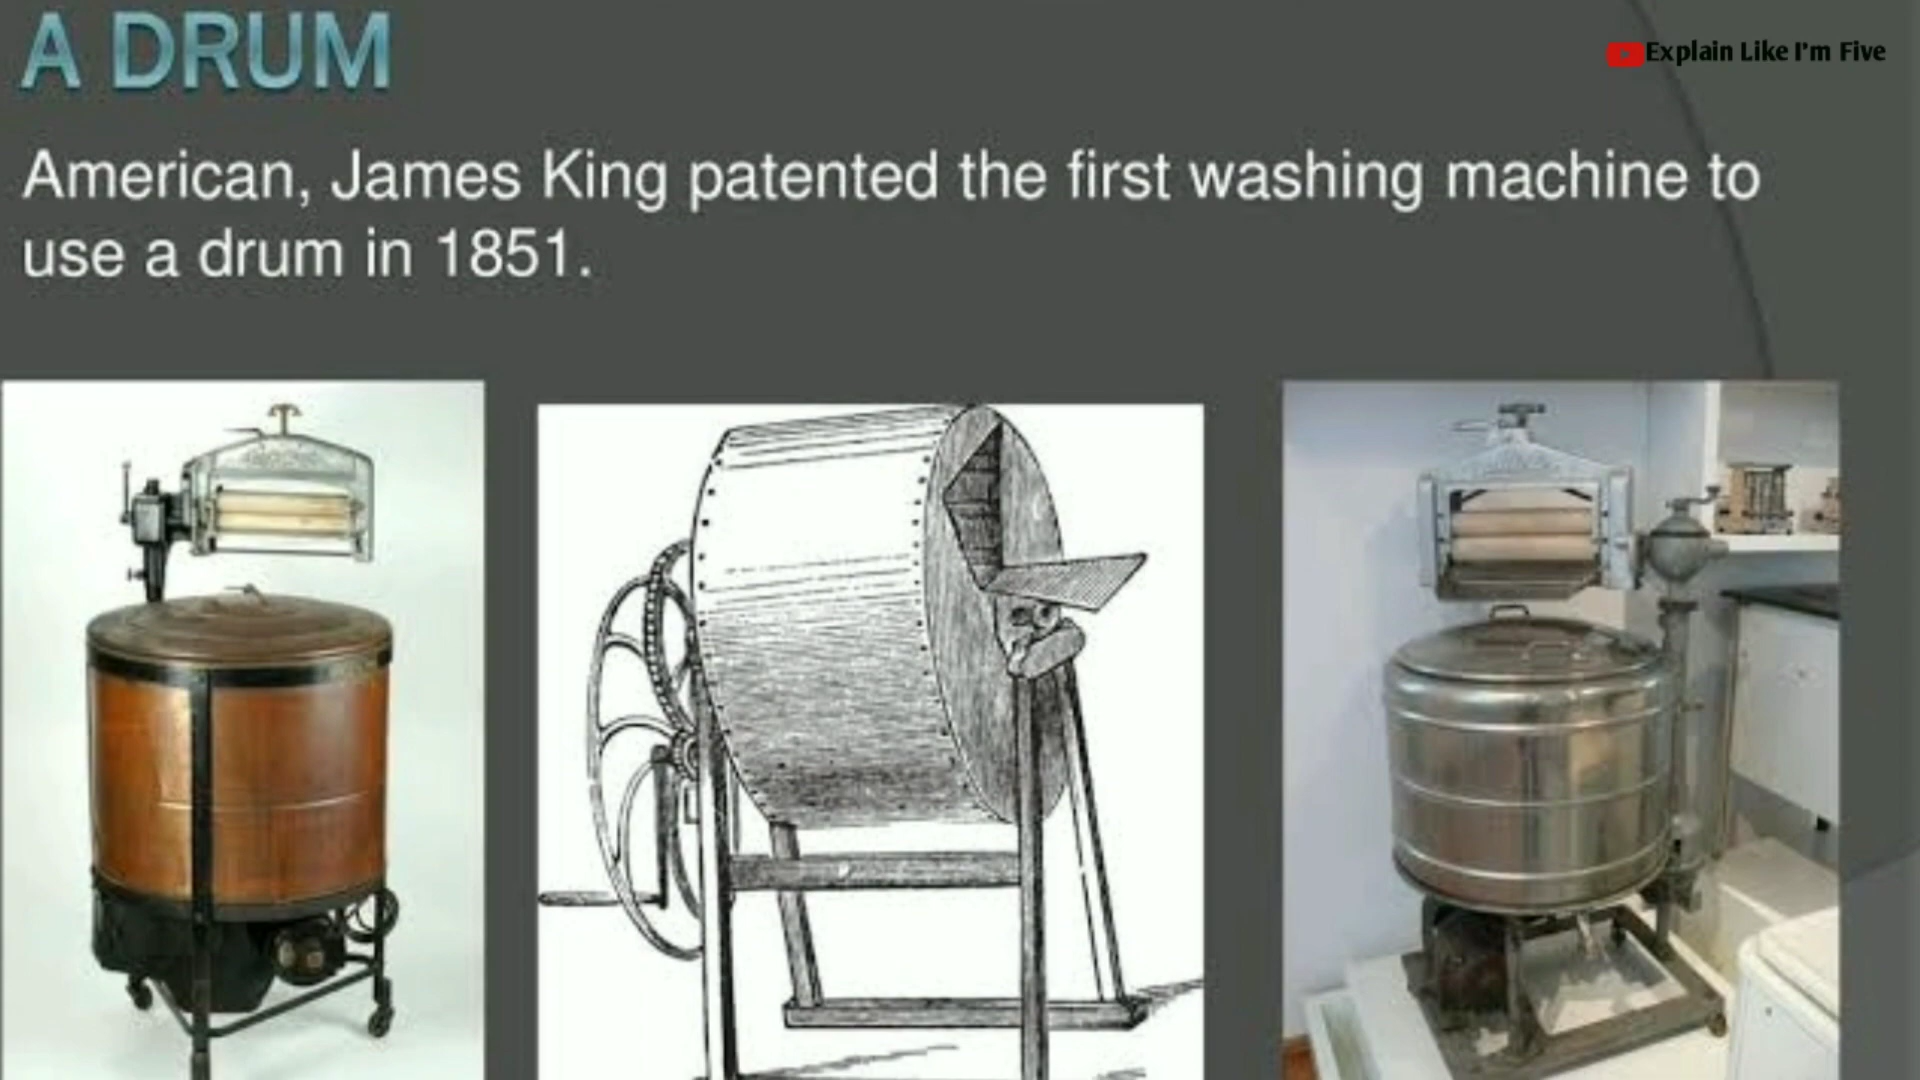 A DRUM
Explain Like I'm Five
American, James King patented the first washing machine to
use a drum in 1851.